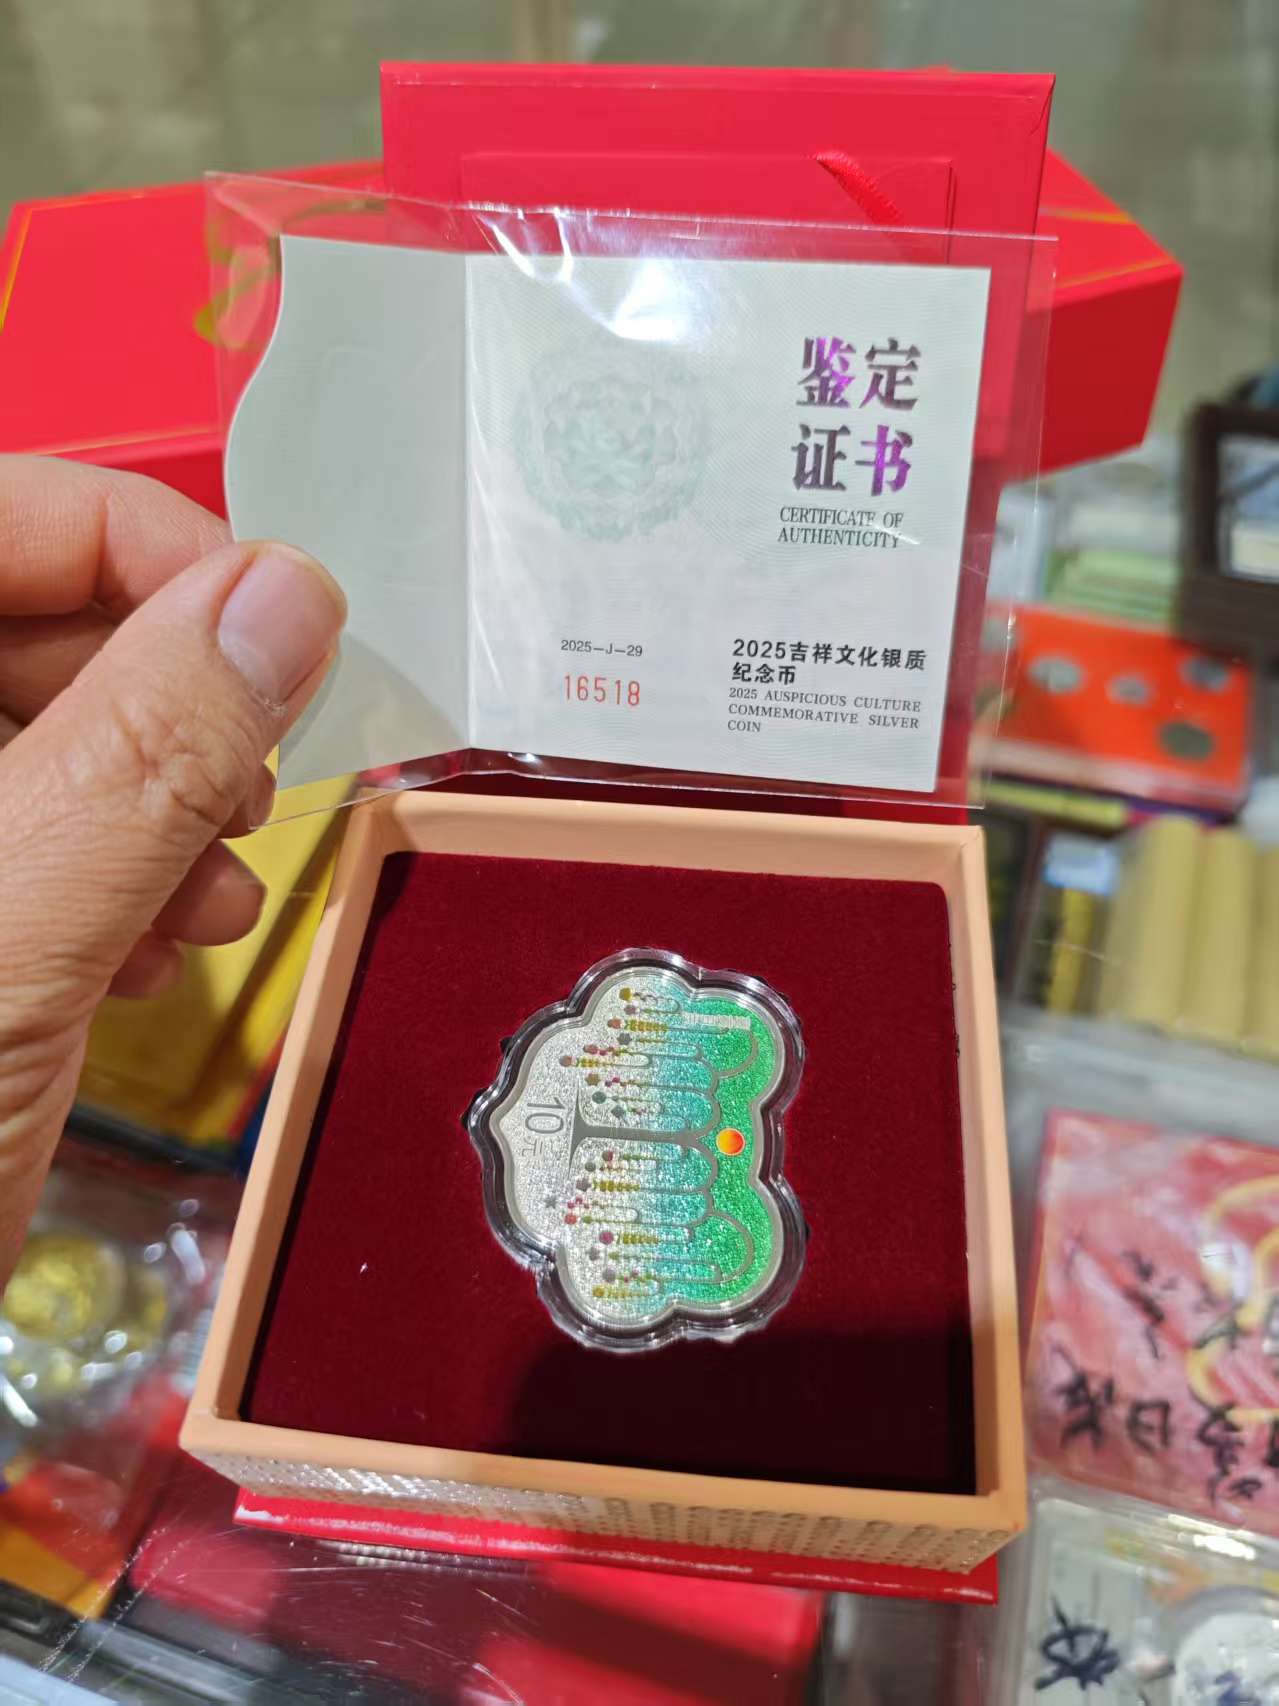 鉴定
证书
CERTIFICATE OF
AUTHENTICITY
2025-J-29
16518
2025吉祥文化银质
纪念币
2025 AUSPICIOUS CULTURE
COMMEMORATIVE SILVER
COIN
10元